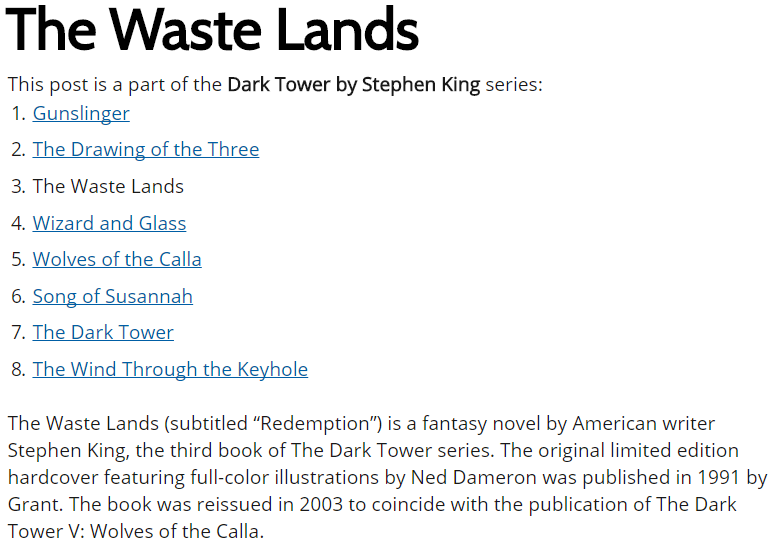 The Waste Lands
This post is a part of the Dark Tower by Stephen King series:
1. Gunslinger
2. The Drawing of the Three
3. The Waste Lands
4. Wizard and Glass
5. Wolves of the Calla
6. Song of Susannah
7. The Dark Tower
8. The Wind Through the Keyhole
The Waste Lands (subtitled “Redemption”) is a fantasy novel by American writer
Stephen King, the third book of The Dark Tower series. The original limited edition
hardcover featuring full-color illustrations by Ned Dameron was published in 1991 by
Grant. The book was reissued in 2003 to coincide with the publication of The Dark
Tower V: Wolves of the Calla.